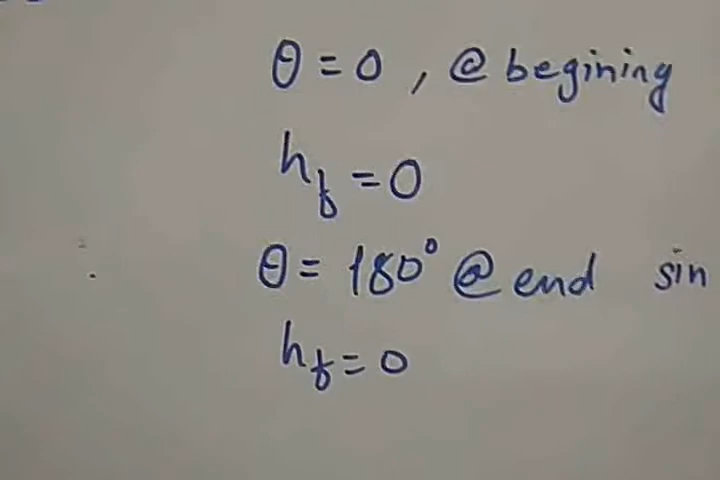 θ = 0 , @ begining
h_f = 0
θ = 180° @ end sin
h_f = 0